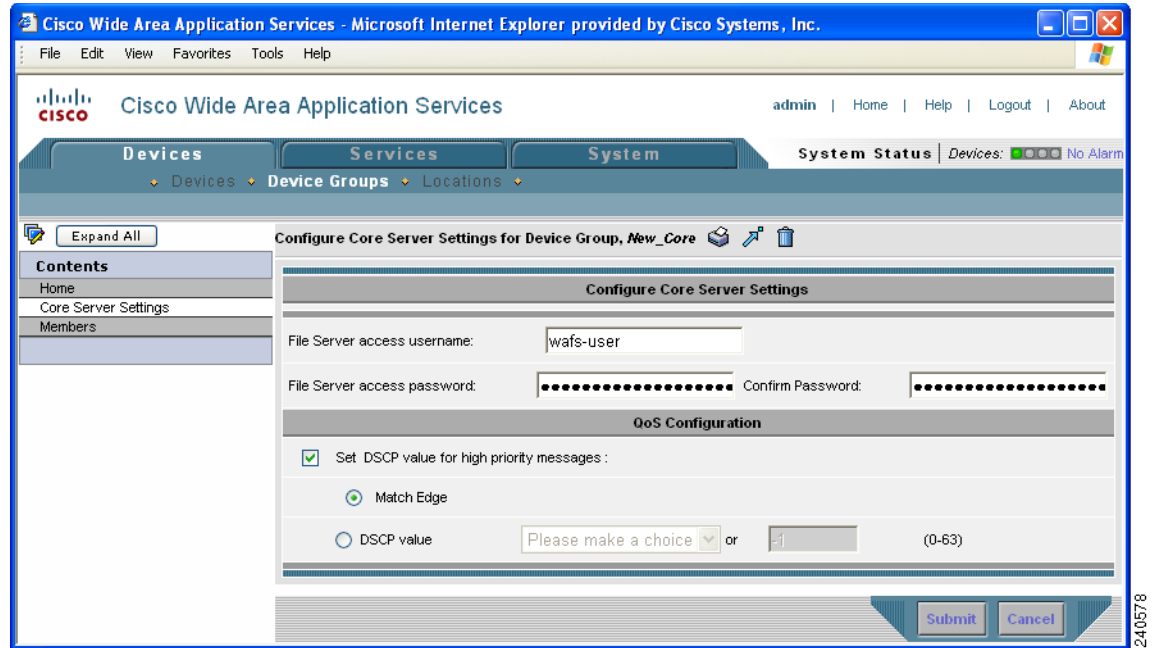 Cisco Wide Area Application Services - Microsoft Internet Explorer provided by Cisco Systems, Inc.
File Edit View Favorites Tools Help
CISCO Cisco Wide Area Application Services admin | Home | Help | Logout | About
Devices Services System System Status | Devices: No Alarm
Devices Device Groups Locations
Expand All
Configure Core Server Settings for Device Group, New_Core
Contents
Home
Core Server Settings
Members
Configure Core Server Settings
File Server access username: wafs-user
File Server access password: ••••••••••••••••••• Confirm Password: •••••••••••••••••••
QoS Configuration
Set DSCP value for high priority messages :
Match Edge
DSCP value Please make a choice or -1 (0-63)
Submit Cancel
240578